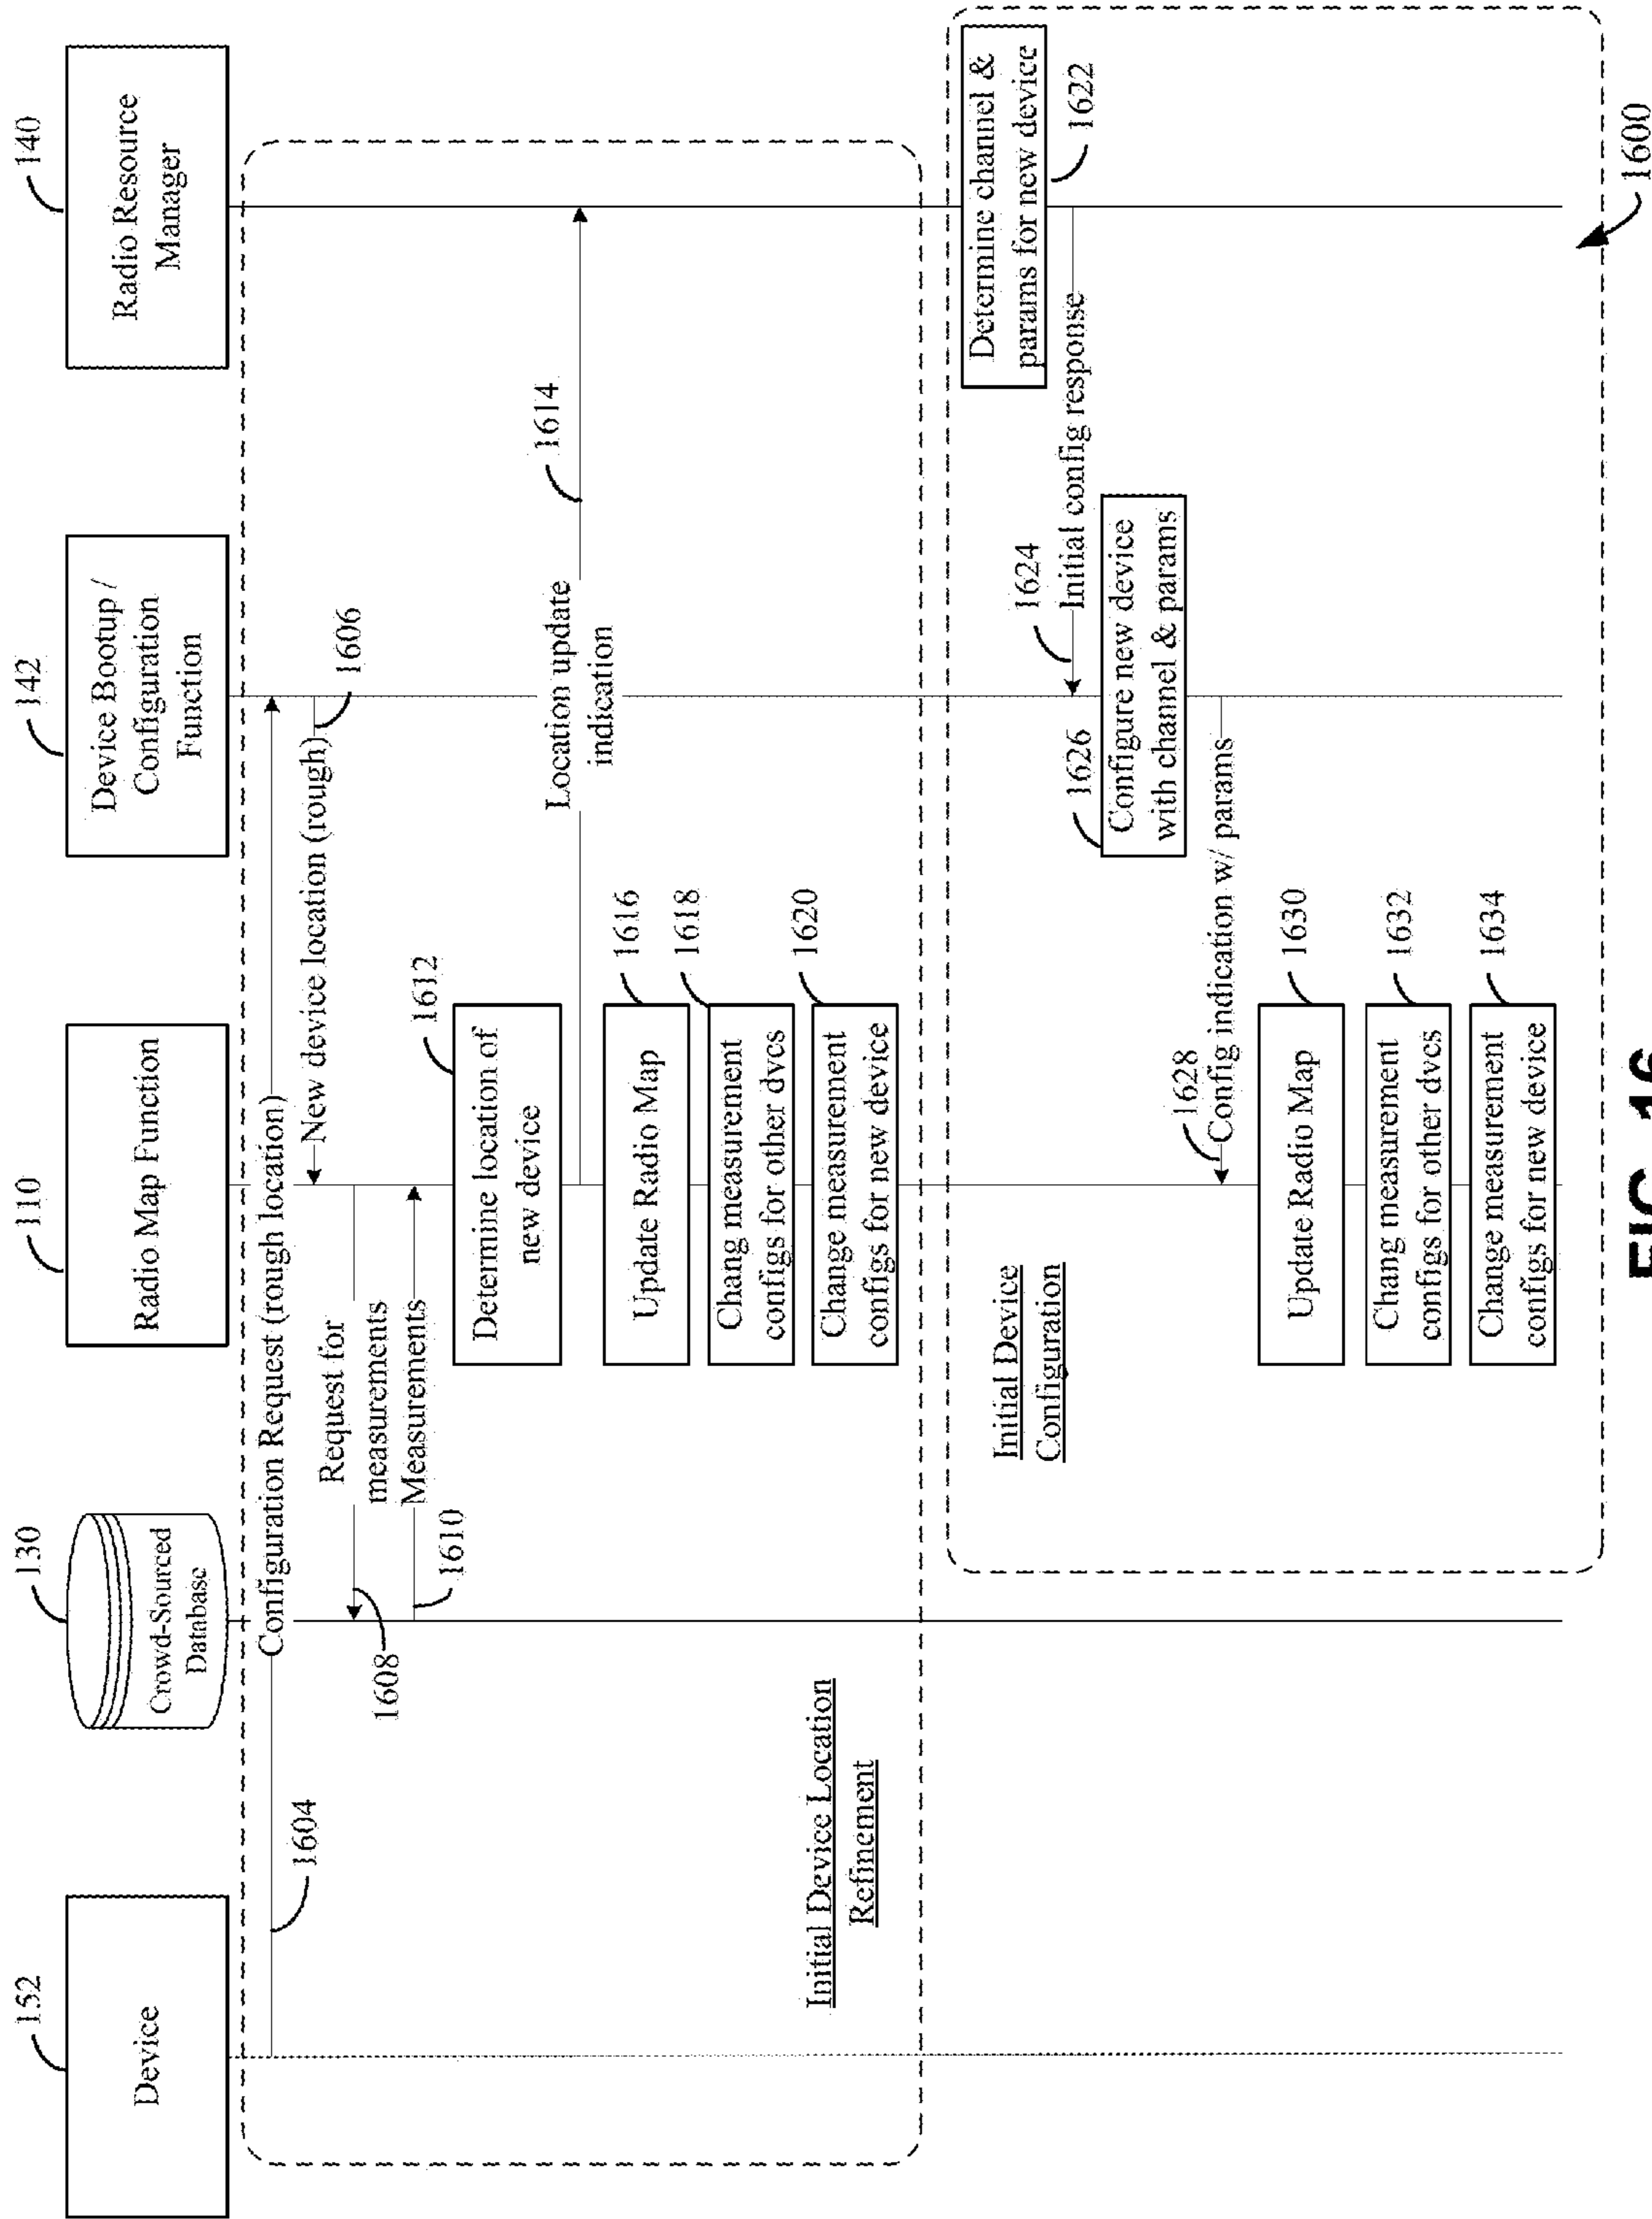 152
130
110
142
140
Device
Crowd-Sourced
Database
Radio Map Function
Device Bootup /
Configuration
Function
Radio Resource
Manager
Configuration Request (rough location)
1604
New device location (rough)
1606
Request for
measurements
1608
Measurements
1610
1612
Determine location of
new device
Location update
indication
1614
Update Radio Map
1616
Chang measurement
configs for other dvcs
1618
Change measurement
configs for new device
1620
Initial Device Location
Refinement
Initial Device
Configuration
Determine channel &
params for new device
1622
1624
Initial config response
1626
Configure new device
with channel & params
1628
Config indication w/ params
Update Radio Map
1630
Chang measurement
configs for other dvcs
1632
Change measurement
configs for new device
1634
1600
FIG. 16